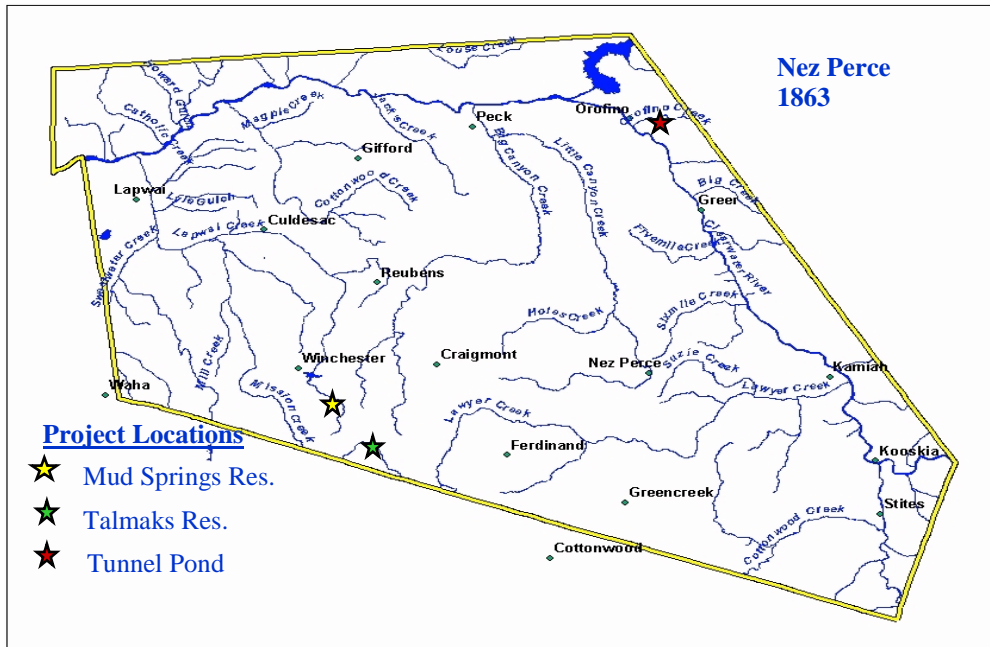 Louse Creek
Nez Perce
1863
Howard Gulch
Catholic Creek
Magpie Creek
Jacks Creek
Peck
Orofino
Orofino Creek
Gifford
Big Canyon Creek
Little Canyon Creek
Lapwai
Lyle Gulch
Cottonwood Creek
Big Creek
Greer
Culdesac
Lapwai Creek
Fivemile Creek
Clearwater River
Sweetwater Creek
Reubens
Sixmile Creek
Holes Creek
Winchester
Craigmont
Nez Perce
Suzie Creek
Kamiah
Waha
Mill Creek
Mission Creek
Lawyer Creek
Lawyer Creek
Project Locations
Ferdinand
Kooskia
Mud Springs Res.
Greencreek
Stites
Talmaks Res.
Cottonwood Creek
Cottonwood
Tunnel Pond